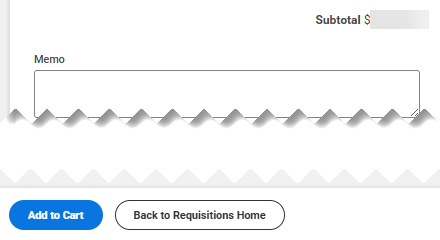 Subtotal $
Memo
Add to Cart
Back to Requisitions Home